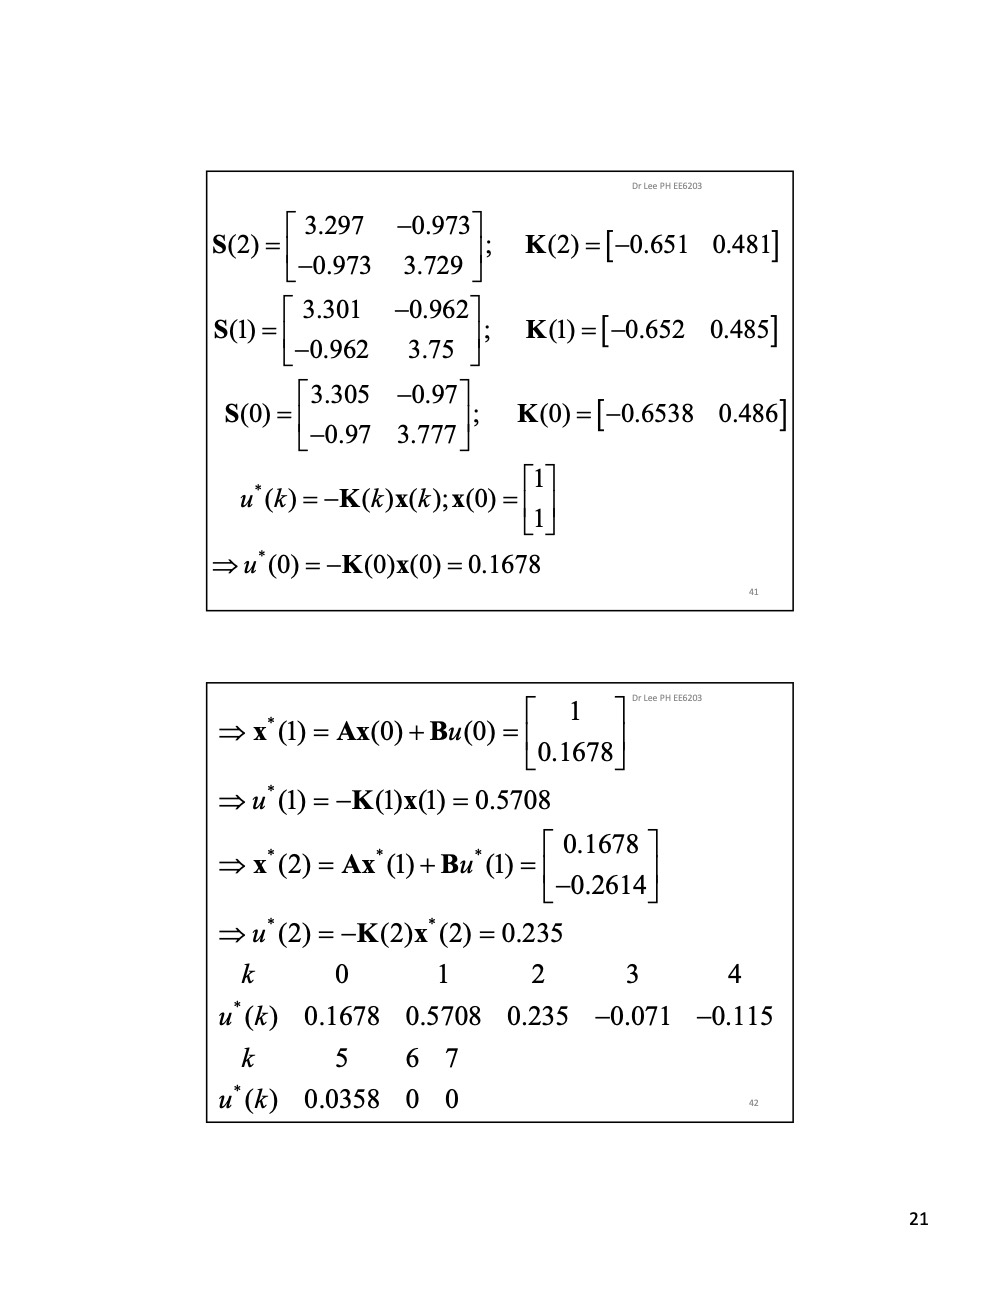 Dr Lee PH EE6203
S(2) = [3.297 −0.973; −0.973 3.729]; K(2) = [−0.651 0.481]
S(1) = [3.301 −0.962; −0.962 3.75]; K(1) = [−0.652 0.485]
S(0) = [3.305 −0.97; −0.97 3.777]; K(0) = [−0.6538 0.486]
u*(k) = −K(k)x(k); x(0) = [1; 1]
⇒ u*(0) = −K(0)x(0) = 0.1678
41
Dr Lee PH EE6203
⇒ x*(1) = Ax(0) + Bu(0) = [1; 0.1678]
⇒ u*(1) = −K(1)x(1) = 0.5708
⇒ x*(2) = Ax*(1) + Bu*(1) = [0.1678; −0.2614]
⇒ u*(2) = −K(2)x*(2) = 0.235
k 0 1 2 3 4
u*(k) 0.1678 0.5708 0.235 −0.071 −0.115
k 5 6 7
u*(k) 0.0358 0 0
42
21